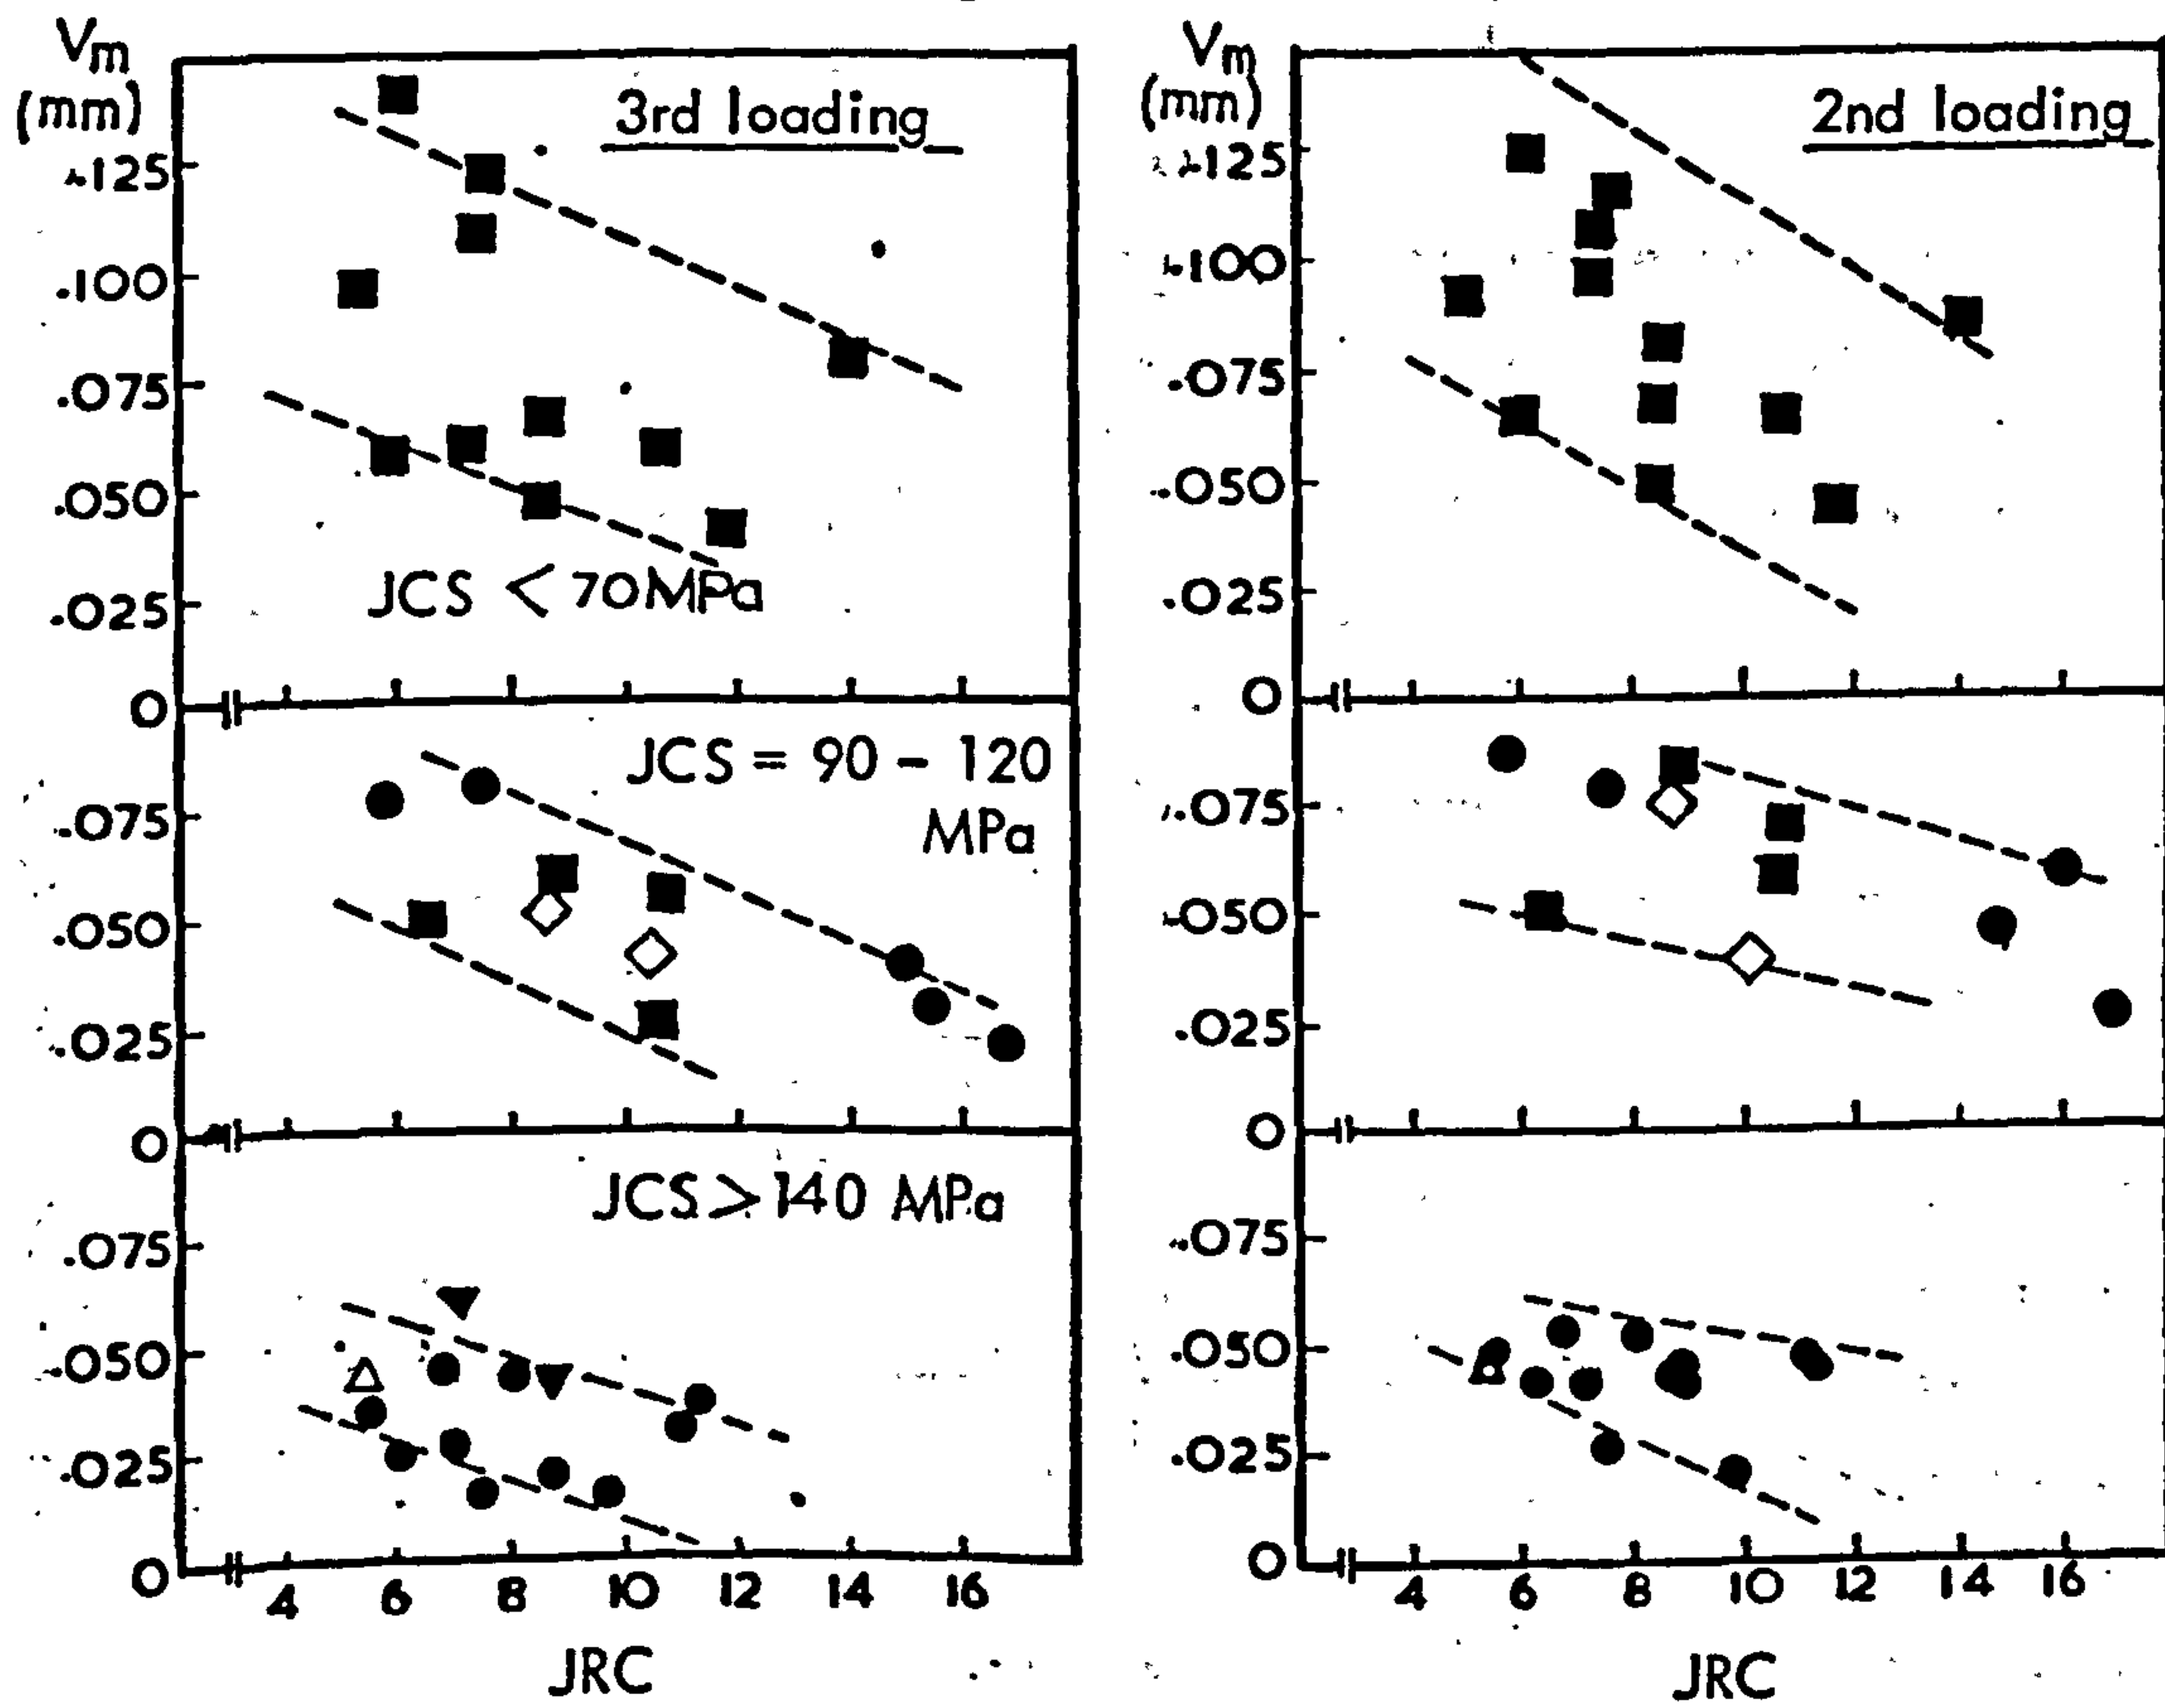 Vm
(mm)
3rd loading
.125
.100
.075
.050
.025
0
JCS < 70MPa
JCS = 90 – 120
MPa
.075
.050
.025
0
JCS > 140 MPa
.075
.050
.025
0
4 6 8 10 12 14 16
JRC
Vm
(mm)
2nd loading
.125
.100
.075
.050
.025
0
.075
.050
.025
0
.075
.050
.025
0
4 6 8 10 12 14 16
JRC